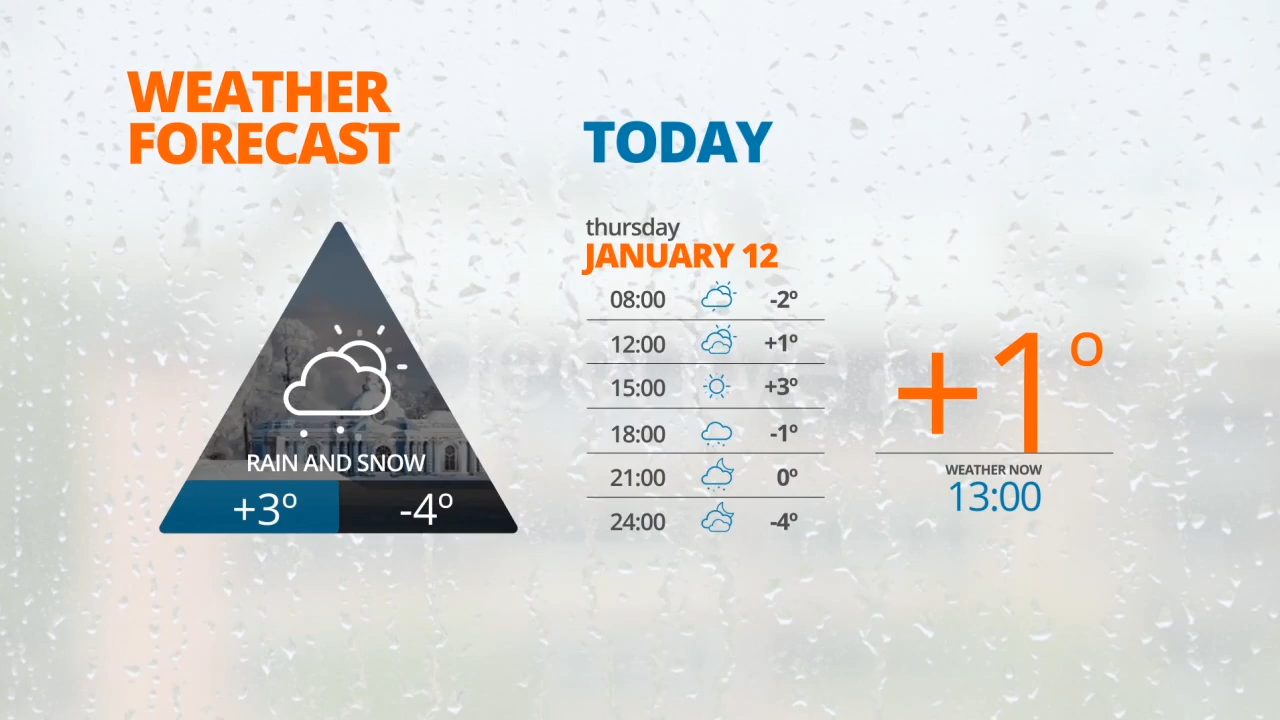 WEATHER
FORECAST
RAIN AND SNOW
+3º -4º
TODAY
thursday
JANUARY 12
08:00 -2º
12:00 +1º
15:00 +3º
18:00 -1º
21:00 0º
24:00 -4º
+1º
WEATHER NOW
13:00